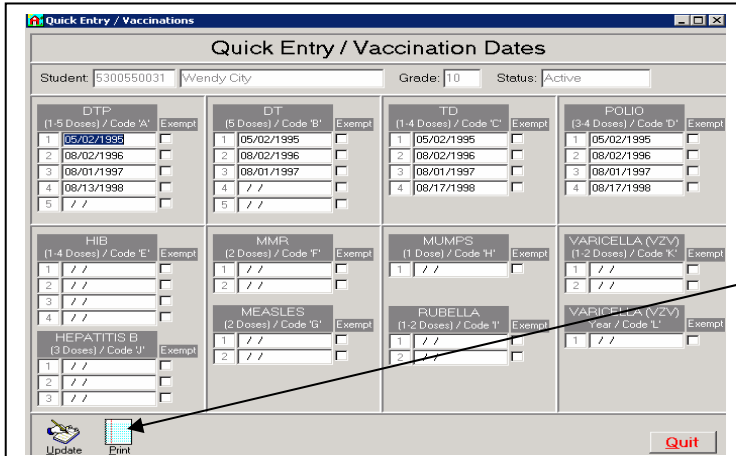 Quick Entry / Vaccinations
Quick Entry / Vaccination Dates
Student: 5300550031 Wendy City Grade: 10 Status: Active
DTP
(1-5 Doses) / Code 'A' Exempt
1 05/02/1995
2 08/02/1996
3 08/01/1997
4 08/13/1998
5 / /
DT
(5 Doses) / Code 'B' Exempt
1 05/02/1995
2 08/02/1996
3 08/01/1997
4 / /
5 / /
TD
(1-4 Doses) / Code 'C' Exempt
1 05/02/1995
2 08/02/1996
3 08/01/1997
4 08/17/1998
POLIO
(3-4 Doses) / Code 'D' Exempt
1 05/02/1995
2 08/02/1996
3 08/01/1997
4 08/17/1998
HIB
(1-4 Doses) / Code 'E' Exempt
1 / /
2 / /
3 / /
4 / /
HEPATITIS B
(3 Doses) / Code 'J' Exempt
1 / /
2 / /
3 / /
MMR
(2 Doses) / Code 'F' Exempt
1 / /
2 / /
MEASLES
(2 Doses) / Code 'G' Exempt
1 / /
2 / /
MUMPS
(1 Dose) / Code 'H' Exempt
1 / /
RUBELLA
(1-2 Doses) / Code 'I' Exempt
1 / /
2 / /
VARICELLA (VZV)
(1-2 Doses) / Code 'K' Exempt
1 / /
2 / /
VARICELLA (VZV)
Year / Code 'L' Exempt
1 / /
Update Print Quit